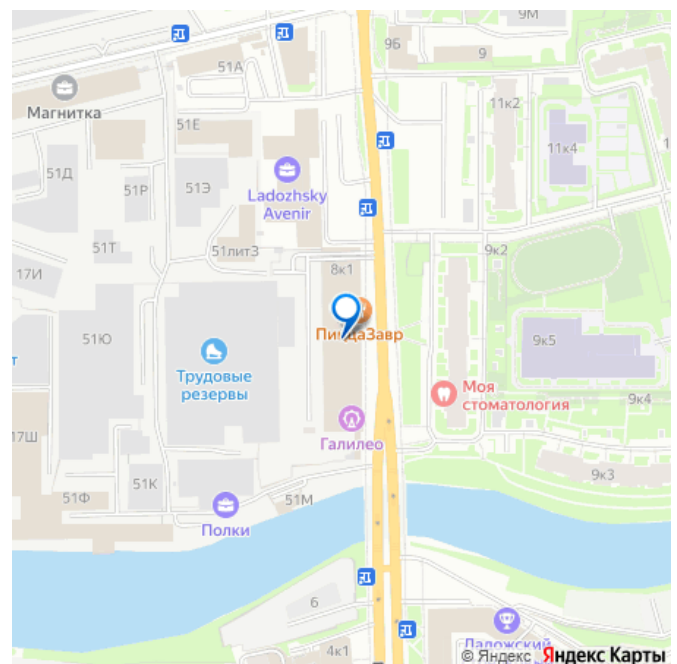 9М
9Б
9
51А
11к2
Магнитка
51Е
11к4
51Д
51Р
51Э
Ladozhsky
Avenir
51Т
51литЗ
9к2
17И
8к1
51Ю
ПиццаЗавр
9к5
Трудовые
резервы
Моя
стоматология
9к4
17Ш
Галилео
51К
9к3
51Ф
51М
Полки
6
Ладожский
4к1
© Яндекс Яндекс Карты